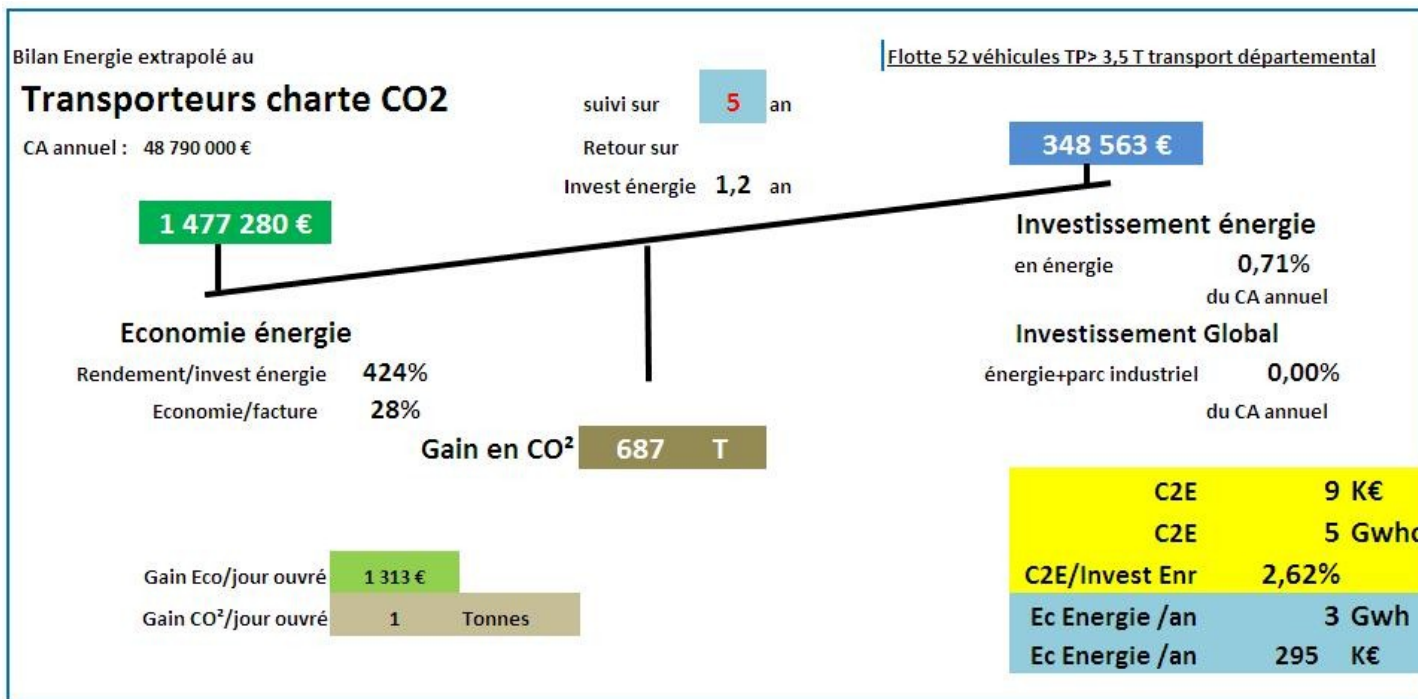 Bilan Energie extrapolé au
Flotte 52 véhicules TP> 3,5 T transport départemental
Transporteurs charte CO2
suivi sur 5 an
CA annuel : 48 790 000 €
Retour sur
Invest énergie 1,2 an
348 563 €
1 477 280 €
Investissement énergie
en énergie 0,71%
du CA annuel
Economie énergie
Investissement Global
Rendement/invest énergie 424%
énergie+parc industriel 0,00%
Economie/facture 28%
du CA annuel
Gain en CO² 687 T
C2E 9 K€
C2E 5 Gwhc
C2E/Invest Enr 2,62%
Gain Eco/jour ouvré 1 313 €
Gain CO²/jour ouvré 1 Tonnes
Ec Energie /an 3 Gwh
Ec Energie /an 295 K€